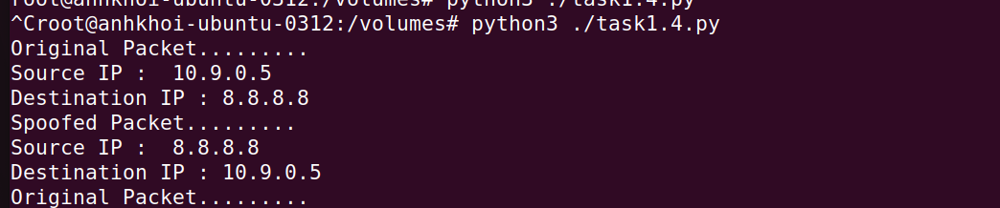 root@anhkhoi-ubuntu-0312:/volumes# python3 ./task1.4.py
^Croot@anhkhoi-ubuntu-0312:/volumes# python3 ./task1.4.py
Original Packet.........
Source IP :  10.9.0.5
Destination IP : 8.8.8.8
Spoofed Packet.........
Source IP :  8.8.8.8
Destination IP : 10.9.0.5
Original Packet.........